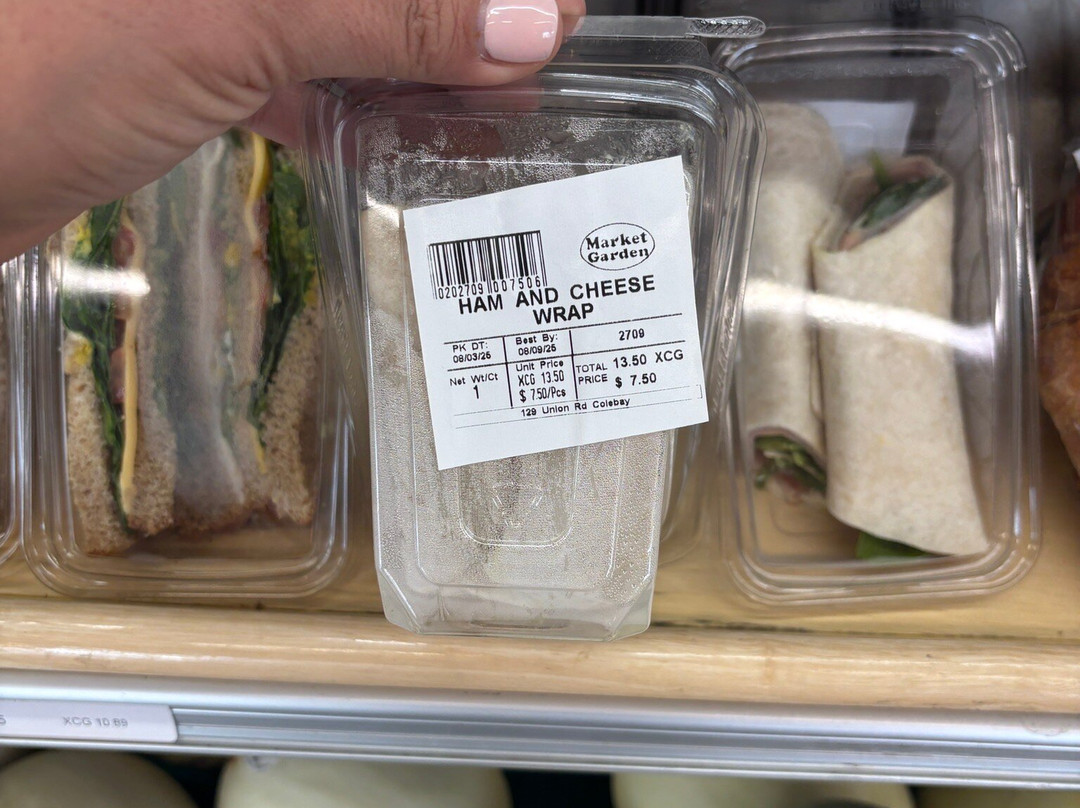 Market
Garden
0202709 007506
HAM AND CHEESE
WRAP
PK DT:
08/03/25
Best By:
08/09/25
2709
Net Wt/Ct
1
Unit Price
XCG 13.50
$ 7.50/Pcs
TOTAL 13.50 XCG
PRICE $ 7.50
129 Union Rd Colebay
XCG 10.89